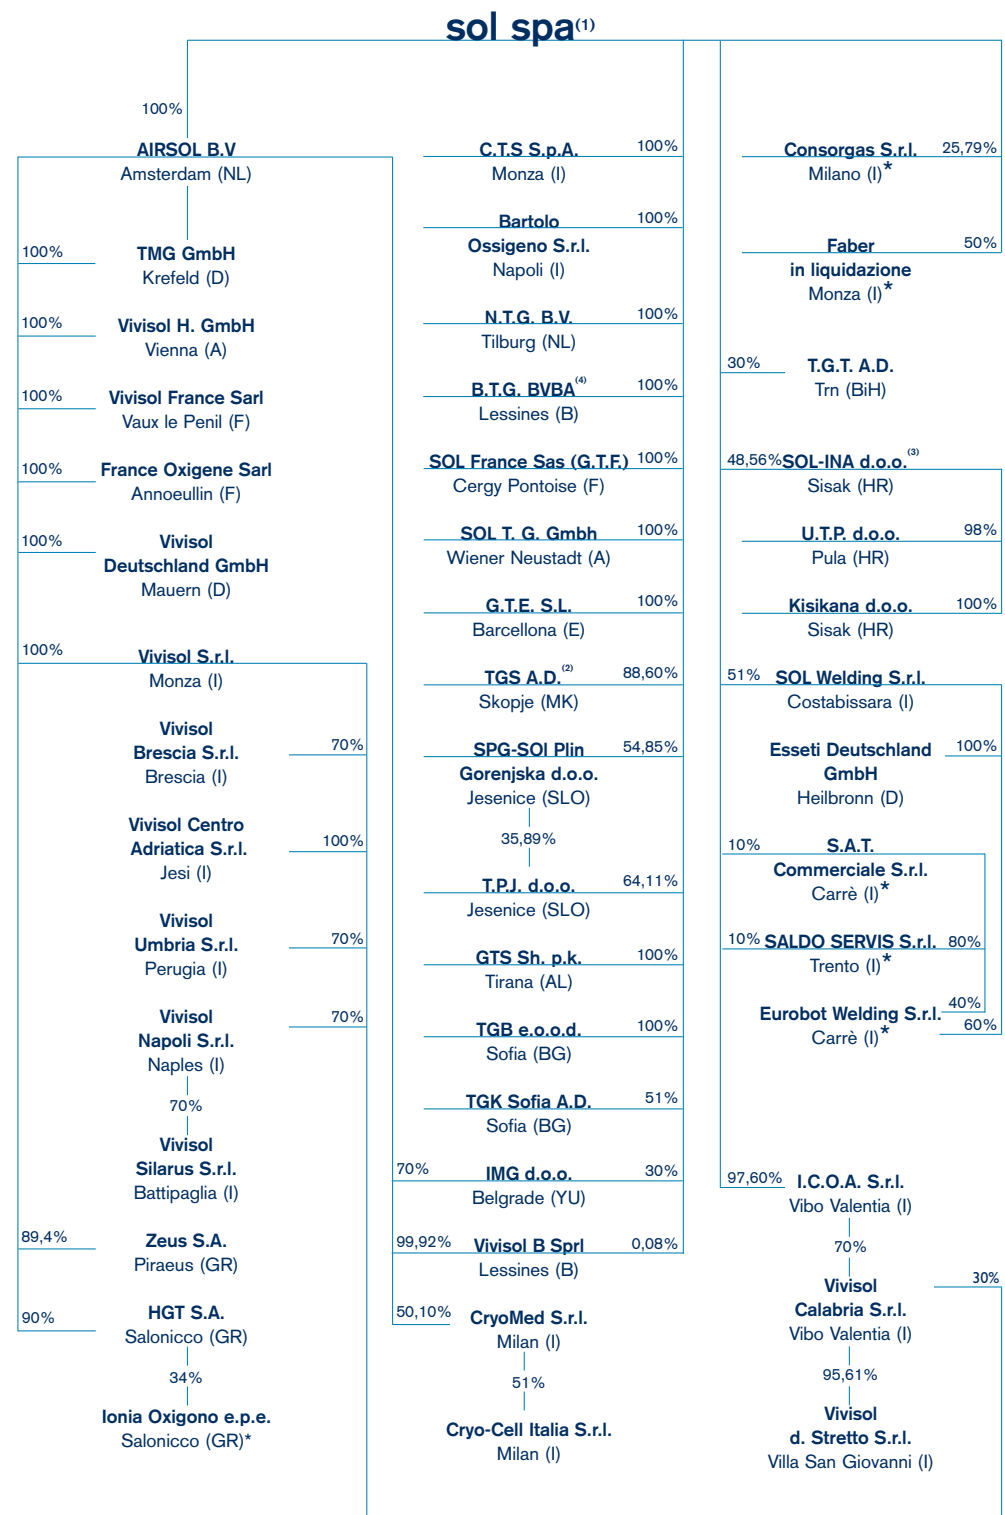 sol spa(1)
100%
AIRSOL B.V
Amsterdam (NL)
100%
TMG GmbH
Krefeld (D)
100%
Vivisol H. GmbH
Vienna (A)
100%
Vivisol France Sarl
Vaux le Penil (F)
100%
France Oxigene Sarl
Annoeullin (F)
100%
Vivisol
Deutschland GmbH
Mauern (D)
100%
Vivisol S.r.l.
Monza (I)
Vivisol
Brescia S.r.l.
70%
Brescia (I)
Vivisol Centro
Adriatica S.r.l.
100%
Jesi (I)
Vivisol
Umbria S.r.l.
70%
Perugia (I)
Vivisol
Napoli S.r.l.
70%
Naples (I)
70%
Vivisol
Silarus S.r.l.
Battipaglia (I)
89,4%
Zeus S.A.
Piraeus (GR)
90%
HGT S.A.
Salonicco (GR)
34%
Ionia Oxigono e.p.e.
Salonicco (GR)*
C.T.S S.p.A.
100%
Monza (I)
Bartolo
100%
Ossigeno S.r.l.
Napoli (I)
N.T.G. B.V.
100%
Tilburg (NL)
B.T.G. BVBA(4)
100%
Lessines (B)
SOL France Sas (G.T.F.)
100%
Cergy Pontoise (F)
SOL T. G. Gmbh
100%
Wiener Neustadt (A)
G.T.E. S.L.
100%
Barcellona (E)
TGS A.D.(2)
88,60%
Skopje (MK)
SPG-SOI Plin
54,85%
Gorenjska d.o.o.
Jesenice (SLO)
35,89%
T.P.J. d.o.o.
64,11%
Jesenice (SLO)
GTS Sh. p.k.
100%
Tirana (AL)
TGB e.o.o.d.
100%
Sofia (BG)
TGK Sofia A.D.
51%
Sofia (BG)
70%
IMG d.o.o.
30%
Belgrade (YU)
99,92%
Vivisol B Sprl
0,08%
Lessines (B)
50,10%
CryoMed S.r.l.
Milan (I)
51%
Cryo-Cell Italia S.r.l.
Milan (I)
Consorgas S.r.l.
25,79%
Milano (I)*
Faber
50%
in liquidazione
Monza (I)*
30%
T.G.T. A.D.
Trn (BiH)
48,56%
SOL-INA d.o.o.(3)
Sisak (HR)
U.T.P. d.o.o.
98%
Pula (HR)
Kisikana d.o.o.
100%
Sisak (HR)
51%
SOL Welding S.r.l.
Costabissara (I)
Esseti Deutschland
100%
GmbH
Heilbronn (D)
10%
S.A.T.
Commerciale S.r.l.
Carrè (I)*
10%
SALDO SERVIS S.r.l.
80%
Trento (I)*
40%
Eurobot Welding S.r.l.
60%
Carrè (I)*
97,60%
I.C.O.A. S.r.l.
Vibo Valentia (I)
70%
30%
Vivisol
Calabria S.r.l.
Vibo Valentia (I)
95,61%
Vivisol
d. Stretto S.r.l.
Villa San Giovanni (I)